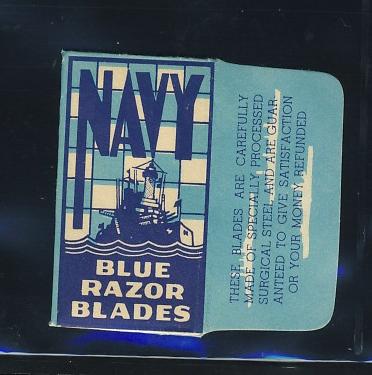 NAVY
BLUE
RAZOR
BLADES
THESE BLADES ARE CAREFULLY
MADE OF SPECIALLY PROCESSED
SURGICAL STEEL AND ARE GUAR-
ANTEED TO GIVE SATISFACTION
OR YOUR MONEY REFUNDED